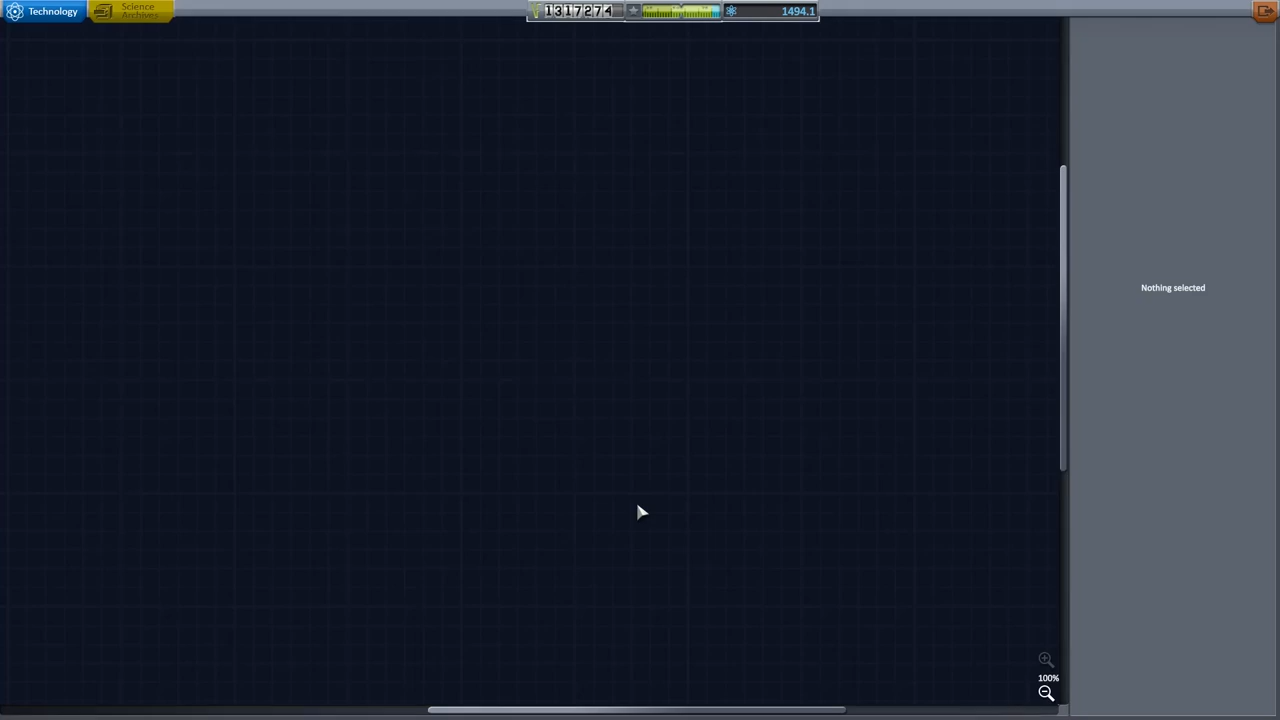 Technology
Science
Archives
1317274
1494.1
Nothing selected
100%